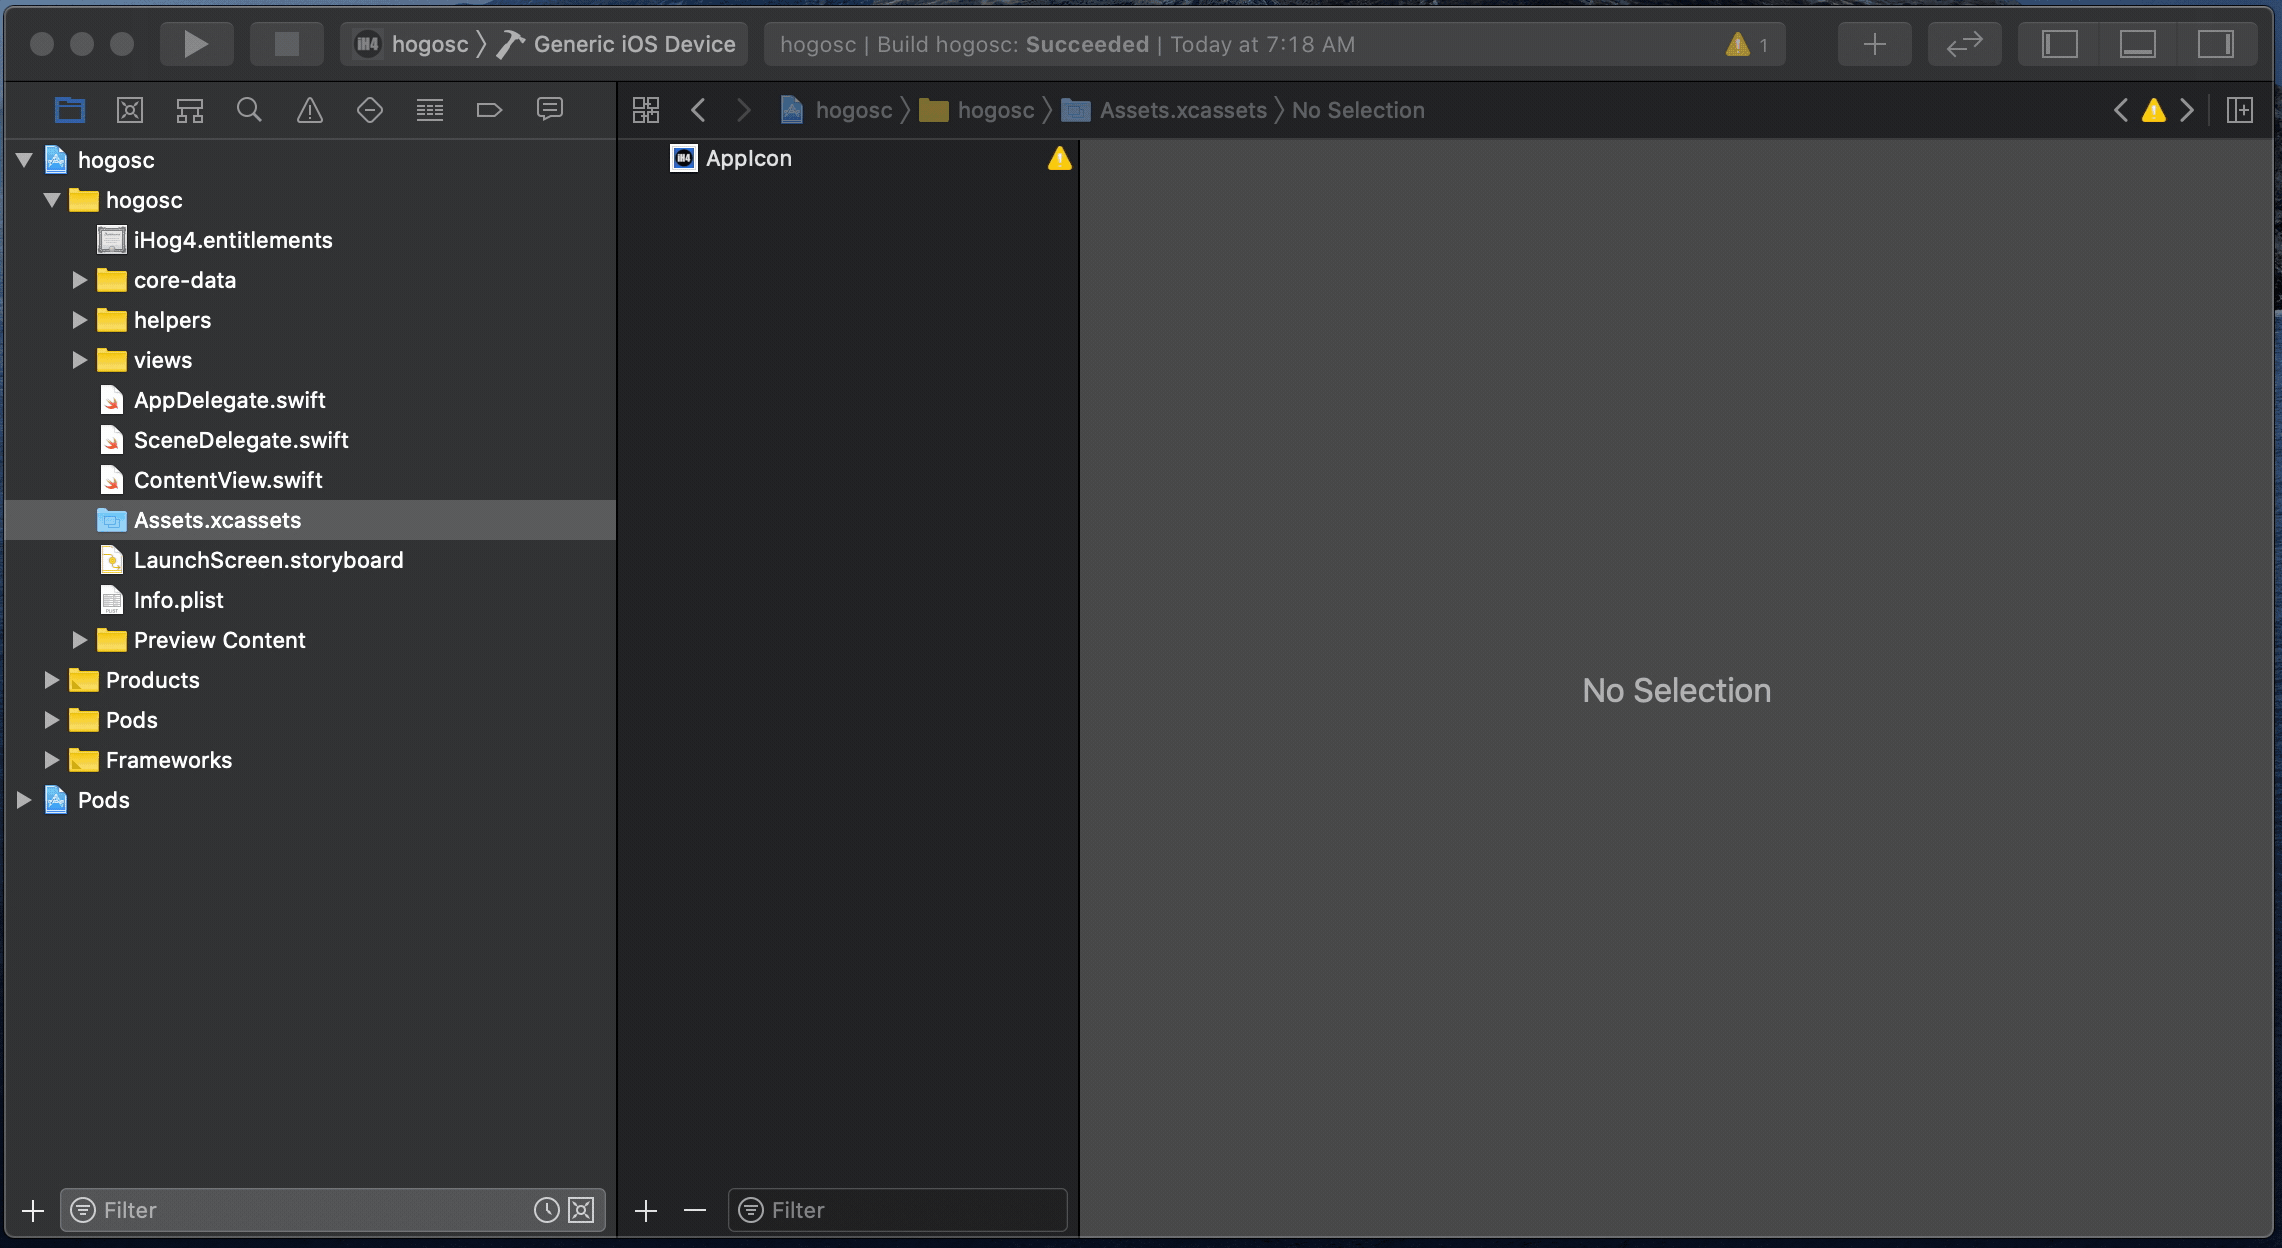 iH4 hogosc 〉 Generic iOS Device
hogosc | Build hogosc: Succeeded | Today at 7:18 AM
1
hogosc 〉 hogosc 〉 Assets.xcassets 〉 No Selection
hogosc
hogosc
iHog4.entitlements
core-data
helpers
views
AppDelegate.swift
SceneDelegate.swift
ContentView.swift
Assets.xcassets
LaunchScreen.storyboard
Info.plist
Preview Content
Products
Pods
Frameworks
Pods
Filter
iH4 AppIcon
Filter
No Selection